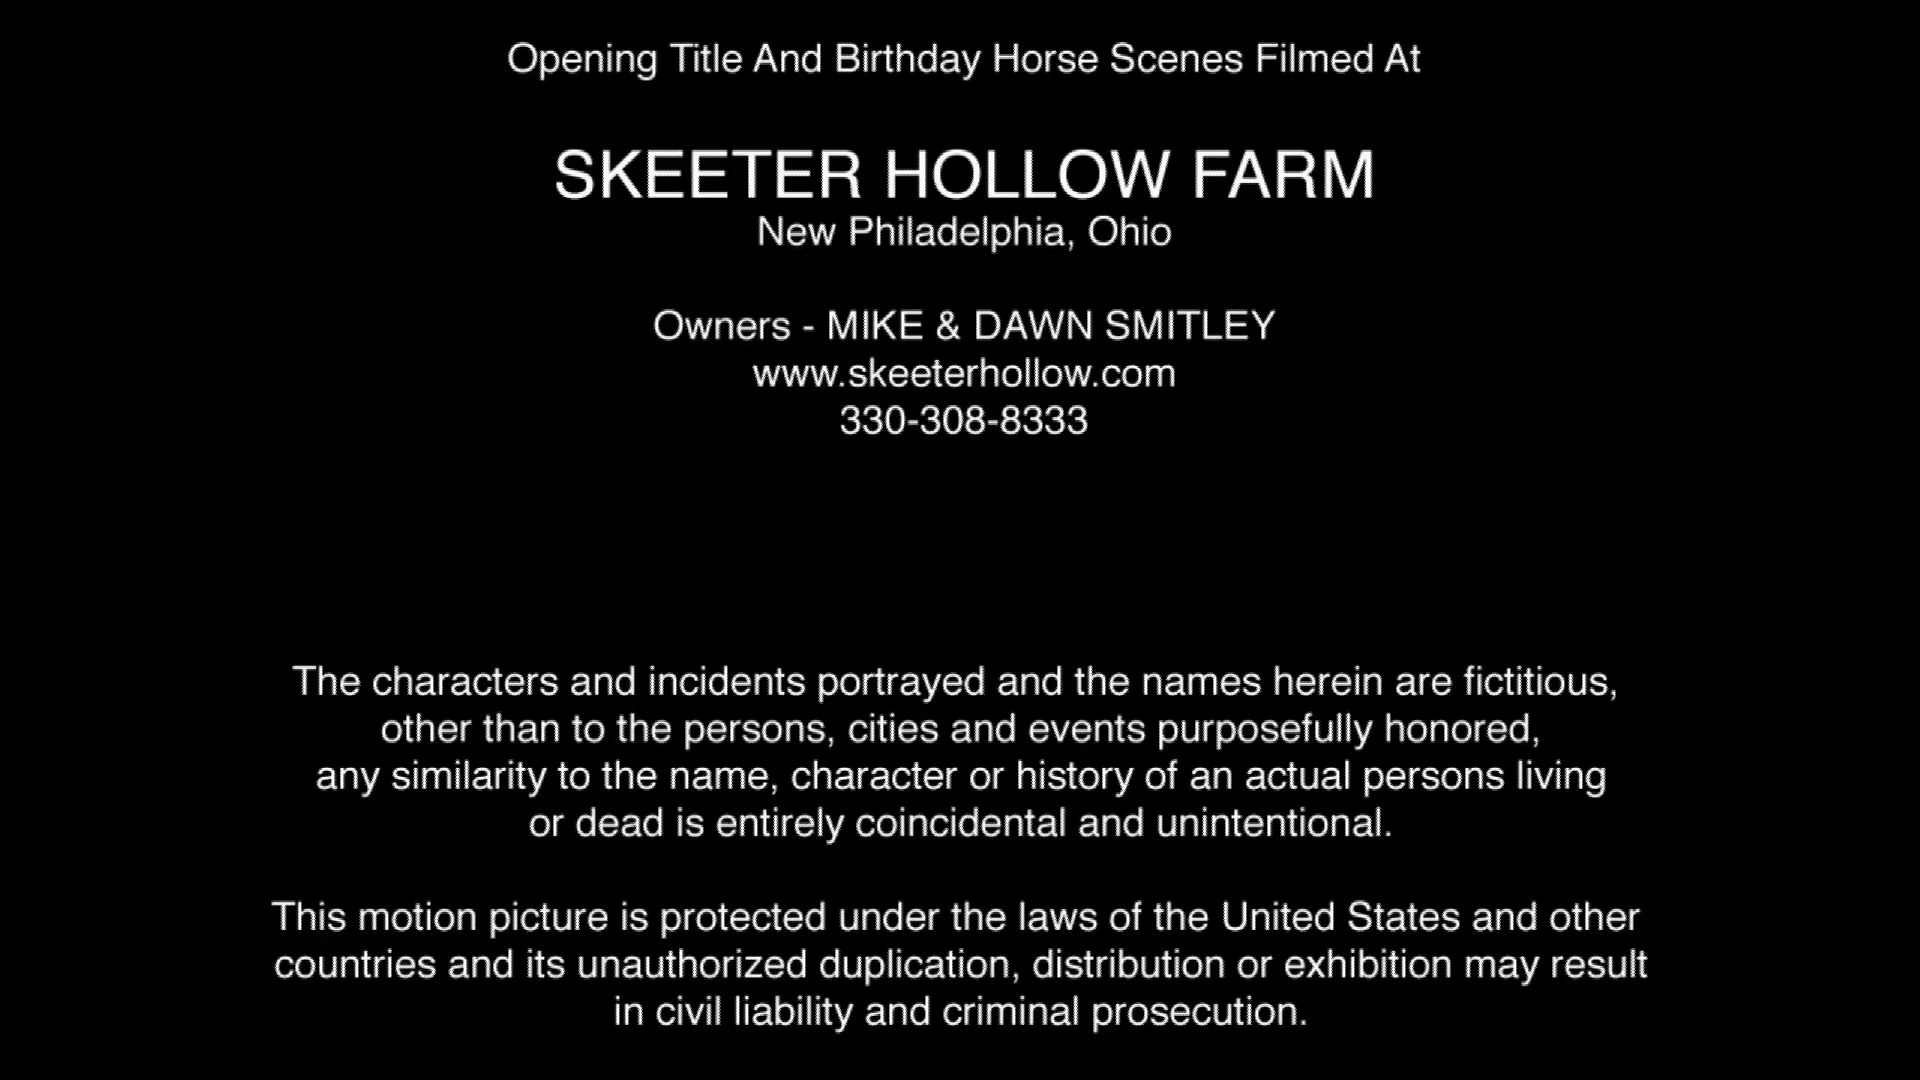 Opening Title And Birthday Horse Scenes Filmed At
SKEETER HOLLOW FARM
New Philadelphia, Ohio
Owners - MIKE & DAWN SMITLEY
www.skeeterhollow.com
330-308-8333
The characters and incidents portrayed and the names herein are fictitious,
other than to the persons, cities and events purposefully honored,
any similarity to the name, character or history of an actual persons living
or dead is entirely coincidental and unintentional.
This motion picture is protected under the laws of the United States and other
countries and its unauthorized duplication, distribution or exhibition may result
in civil liability and criminal prosecution.